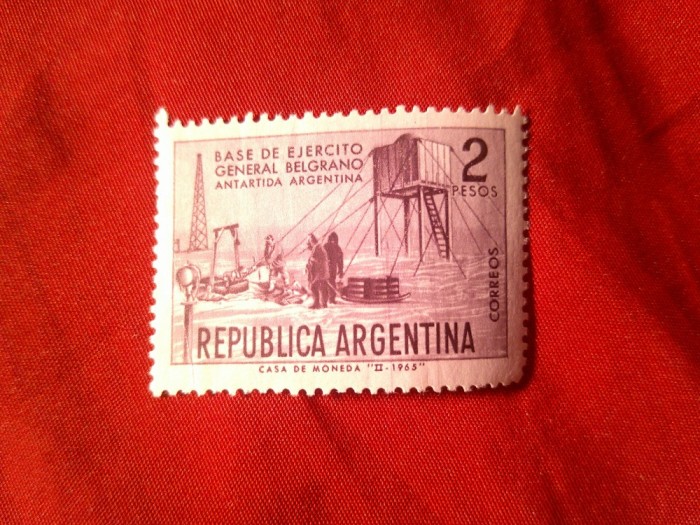 BASE DE EJERCITO
GENERAL BELGRANO
ANTARTIDA ARGENTINA
2
PESOS
CORREOS
REPUBLICA ARGENTINA
CASA DE MONEDA "II-1965"